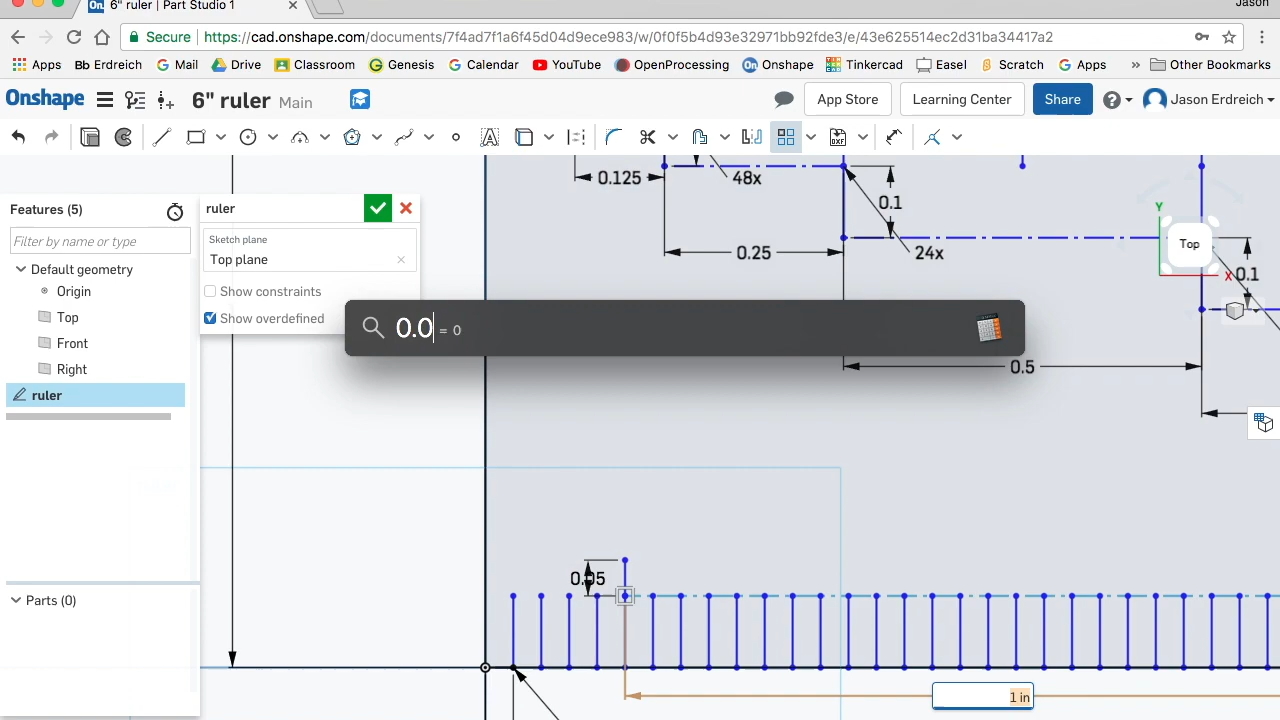 6" ruler | Part Studio 1
Jason
Secure | https://cad.onshape.com/documents/7f4ad7f1a6f45d04d9ece983/w/0f0f5b4d93e32971bb92fde3/e/43e625514ec2d31ba34417a2
Apps Bb Erdreich Mail Drive Classroom Genesis Calendar YouTube OpenProcessing Onshape Tinkercad Easel Scratch Apps » Other Bookmarks
Onshape 6" ruler Main App Store Learning Center Share Jason Erdreich
0.125 48x
0.1
0.25 24x
0.1
0.5
Y
Top
X
Features (5)
Filter by name or type
Default geometry
Origin
Top
Front
Right
ruler
Parts (0)
ruler
Sketch plane
Top plane
Show constraints
Show overdefined
0.0 = 0
0.05
1 in